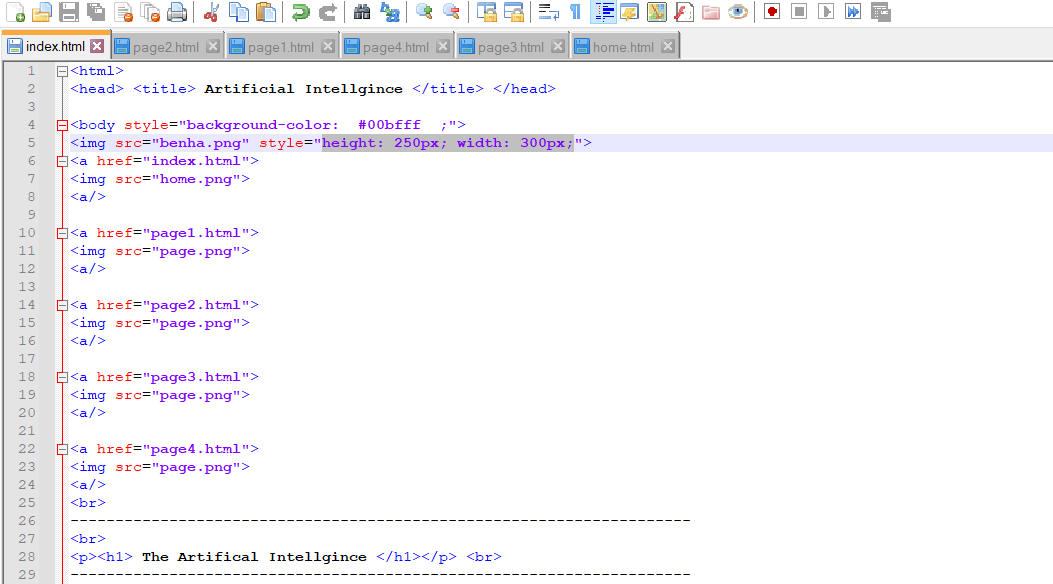 index.html page2.html page1.html page4.html page3.html home.html
1 <html>
2 <head> <title> Artificial Intellgince </title> </head>
3
4 <body style="background-color:  #00bfff  ;">
5 <img src="benha.png" style="height: 250px; width: 300px;">
6 <a href="index.html">
7 <img src="home.png">
8 <a/>
9
10 <a href="page1.html">
11 <img src="page.png">
12 <a/>
13
14 <a href="page2.html">
15 <img src="page.png">
16 <a/>
17
18 <a href="page3.html">
19 <img src="page.png">
20 <a/>
21
22 <a href="page4.html">
23 <img src="page.png">
24 <a/>
25 <br>
26 ---------------------------------------------------------------------
27 <br>
28 <p><h1> The Artifical Intellgince </h1></p> <br>
29 ---------------------------------------------------------------------